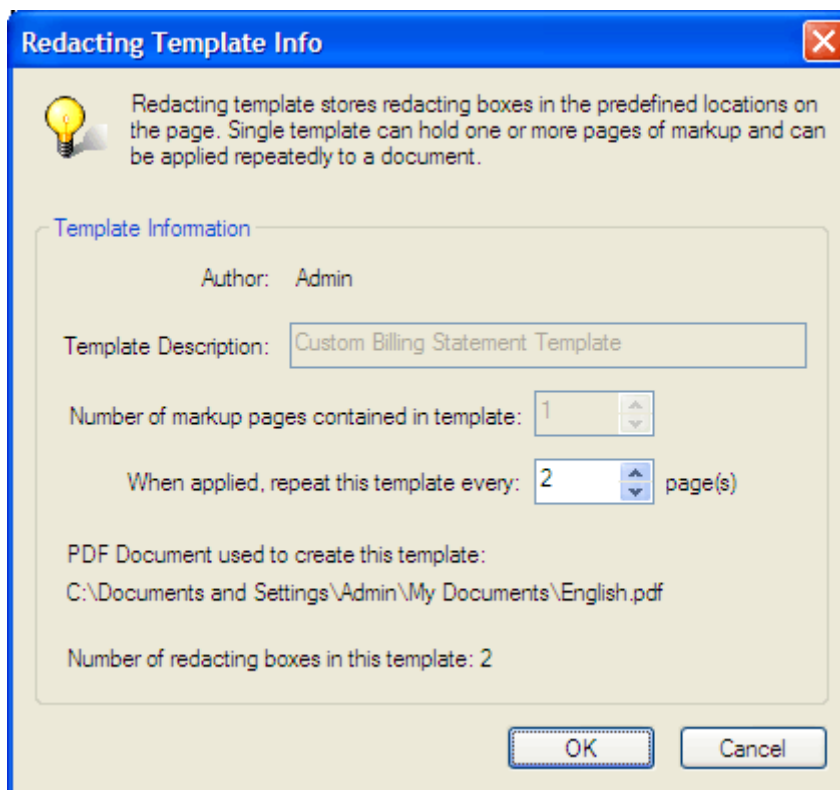 Redacting Template Info
Redacting template stores redacting boxes in the predefined locations on
the page. Single template can hold one or more pages of markup and can
be applied repeatedly to a document.
Template Information
Author: Admin
Template Description: Custom Billing Statement Template
Number of markup pages contained in template: 1
When applied, repeat this template every: 2 page(s)
PDF Document used to create this template:
C:\Documents and Settings\Admin\My Documents\English.pdf
Number of redacting boxes in this template: 2
OK Cancel